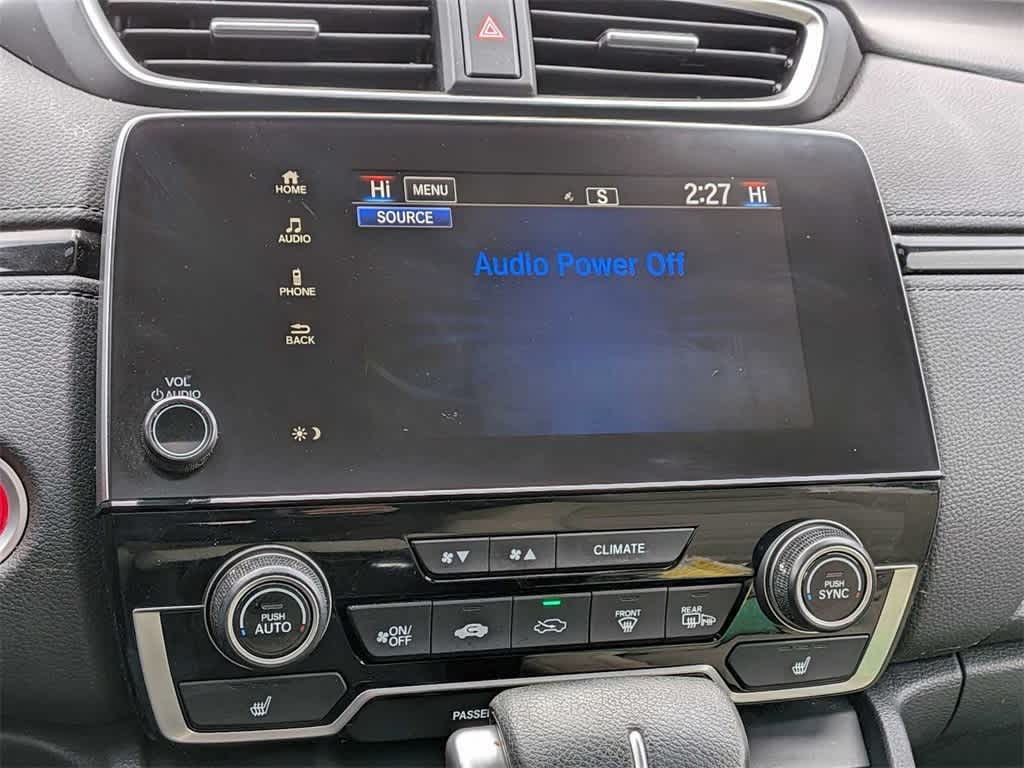 HOME
Hi MENU S 2:27 Hi
SOURCE
AUDIO
Audio Power Off
PHONE
BACK
VOL
AUDIO
CLIMATE
PUSH
AUTO
ON/
OFF
FRONT
REAR
PUSH
SYNC